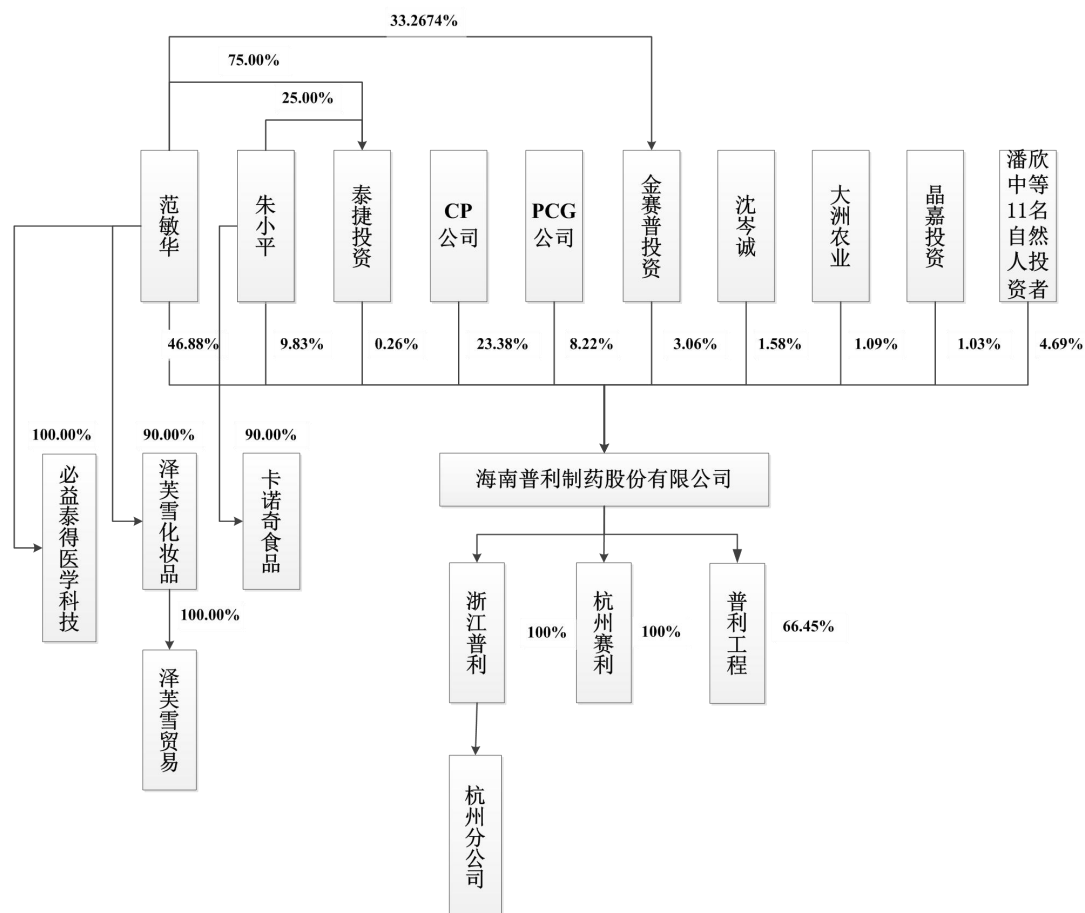 33.2674%
75.00%
25.00%
范敏华
朱小平
泰捷投资
CP
公司
PCG
公司
金赛普投资
沈岑诚
大洲农业
晶嘉投资
潘欣
中等
11名
自然
人投
资者
46.88%
9.83%
0.26%
23.38%
8.22%
3.06%
1.58%
1.09%
1.03%
4.69%
100.00%
90.00%
90.00%
必益泰得医学科技
泽芙雪化妆品
卡诺奇食品
海南普利制药股份有限公司
100.00%
浙江普利
100%
杭州赛利
100%
普利工程
66.45%
泽芙雪贸易
杭州分公司